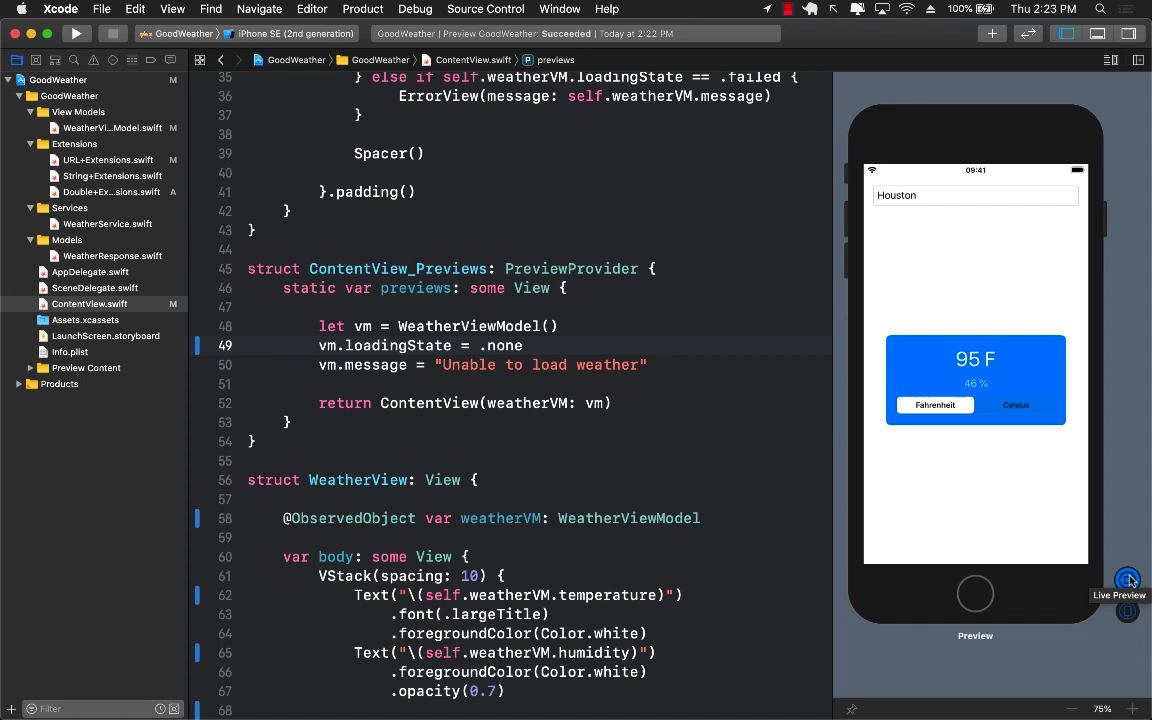 Xcode File Edit View Find Navigate Editor Product Debug Source Control Window Help 100% Thu 2:23 PM
GoodWeather iPhone SE (2nd generation) GoodWeather | Preview GoodWeather: Succeeded | Today at 2:22 PM
GoodWeather GoodWeather ContentView.swift P previews
GoodWeather M
GoodWeather
View Models
WeatherVi...Model.swift M
Extensions
URL+Extensions.swift M
String+Extensions.swift
Double+Ex...sions.swift A
Services
WeatherService.swift
Models
WeatherResponse.swift
AppDelegate.swift
SceneDelegate.swift
ContentView.swift M
Assets.xcassets
LaunchScreen.storyboard
Info.plist
Preview Content
Products
Filter
35 } else if self.weatherVM.loadingState == .failed {
36 ErrorView(message: self.weatherVM.message)
37 }
38
39 Spacer()
40
41 }.padding()
42 }
43 }
44
45 struct ContentView_Previews: PreviewProvider {
46 static var previews: some View {
47
48 let vm = WeatherViewModel()
49 vm.loadingState = .none
50 vm.message = "Unable to load weather"
51
52 return ContentView(weatherVM: vm)
53 }
54 }
55
56 struct WeatherView: View {
57
58 @ObservedObject var weatherVM: WeatherViewModel
59
60 var body: some View {
61 VStack(spacing: 10) {
62 Text("\(self.weatherVM.temperature)")
63 .font(.largeTitle)
64 .foregroundColor(Color.white)
65 Text("\(self.weatherVM.humidity)")
66 .foregroundColor(Color.white)
67 .opacity(0.7)
68
09:41
Houston
95 F
46 %
Fahrenheit Celsius
Live Preview
Preview
75%